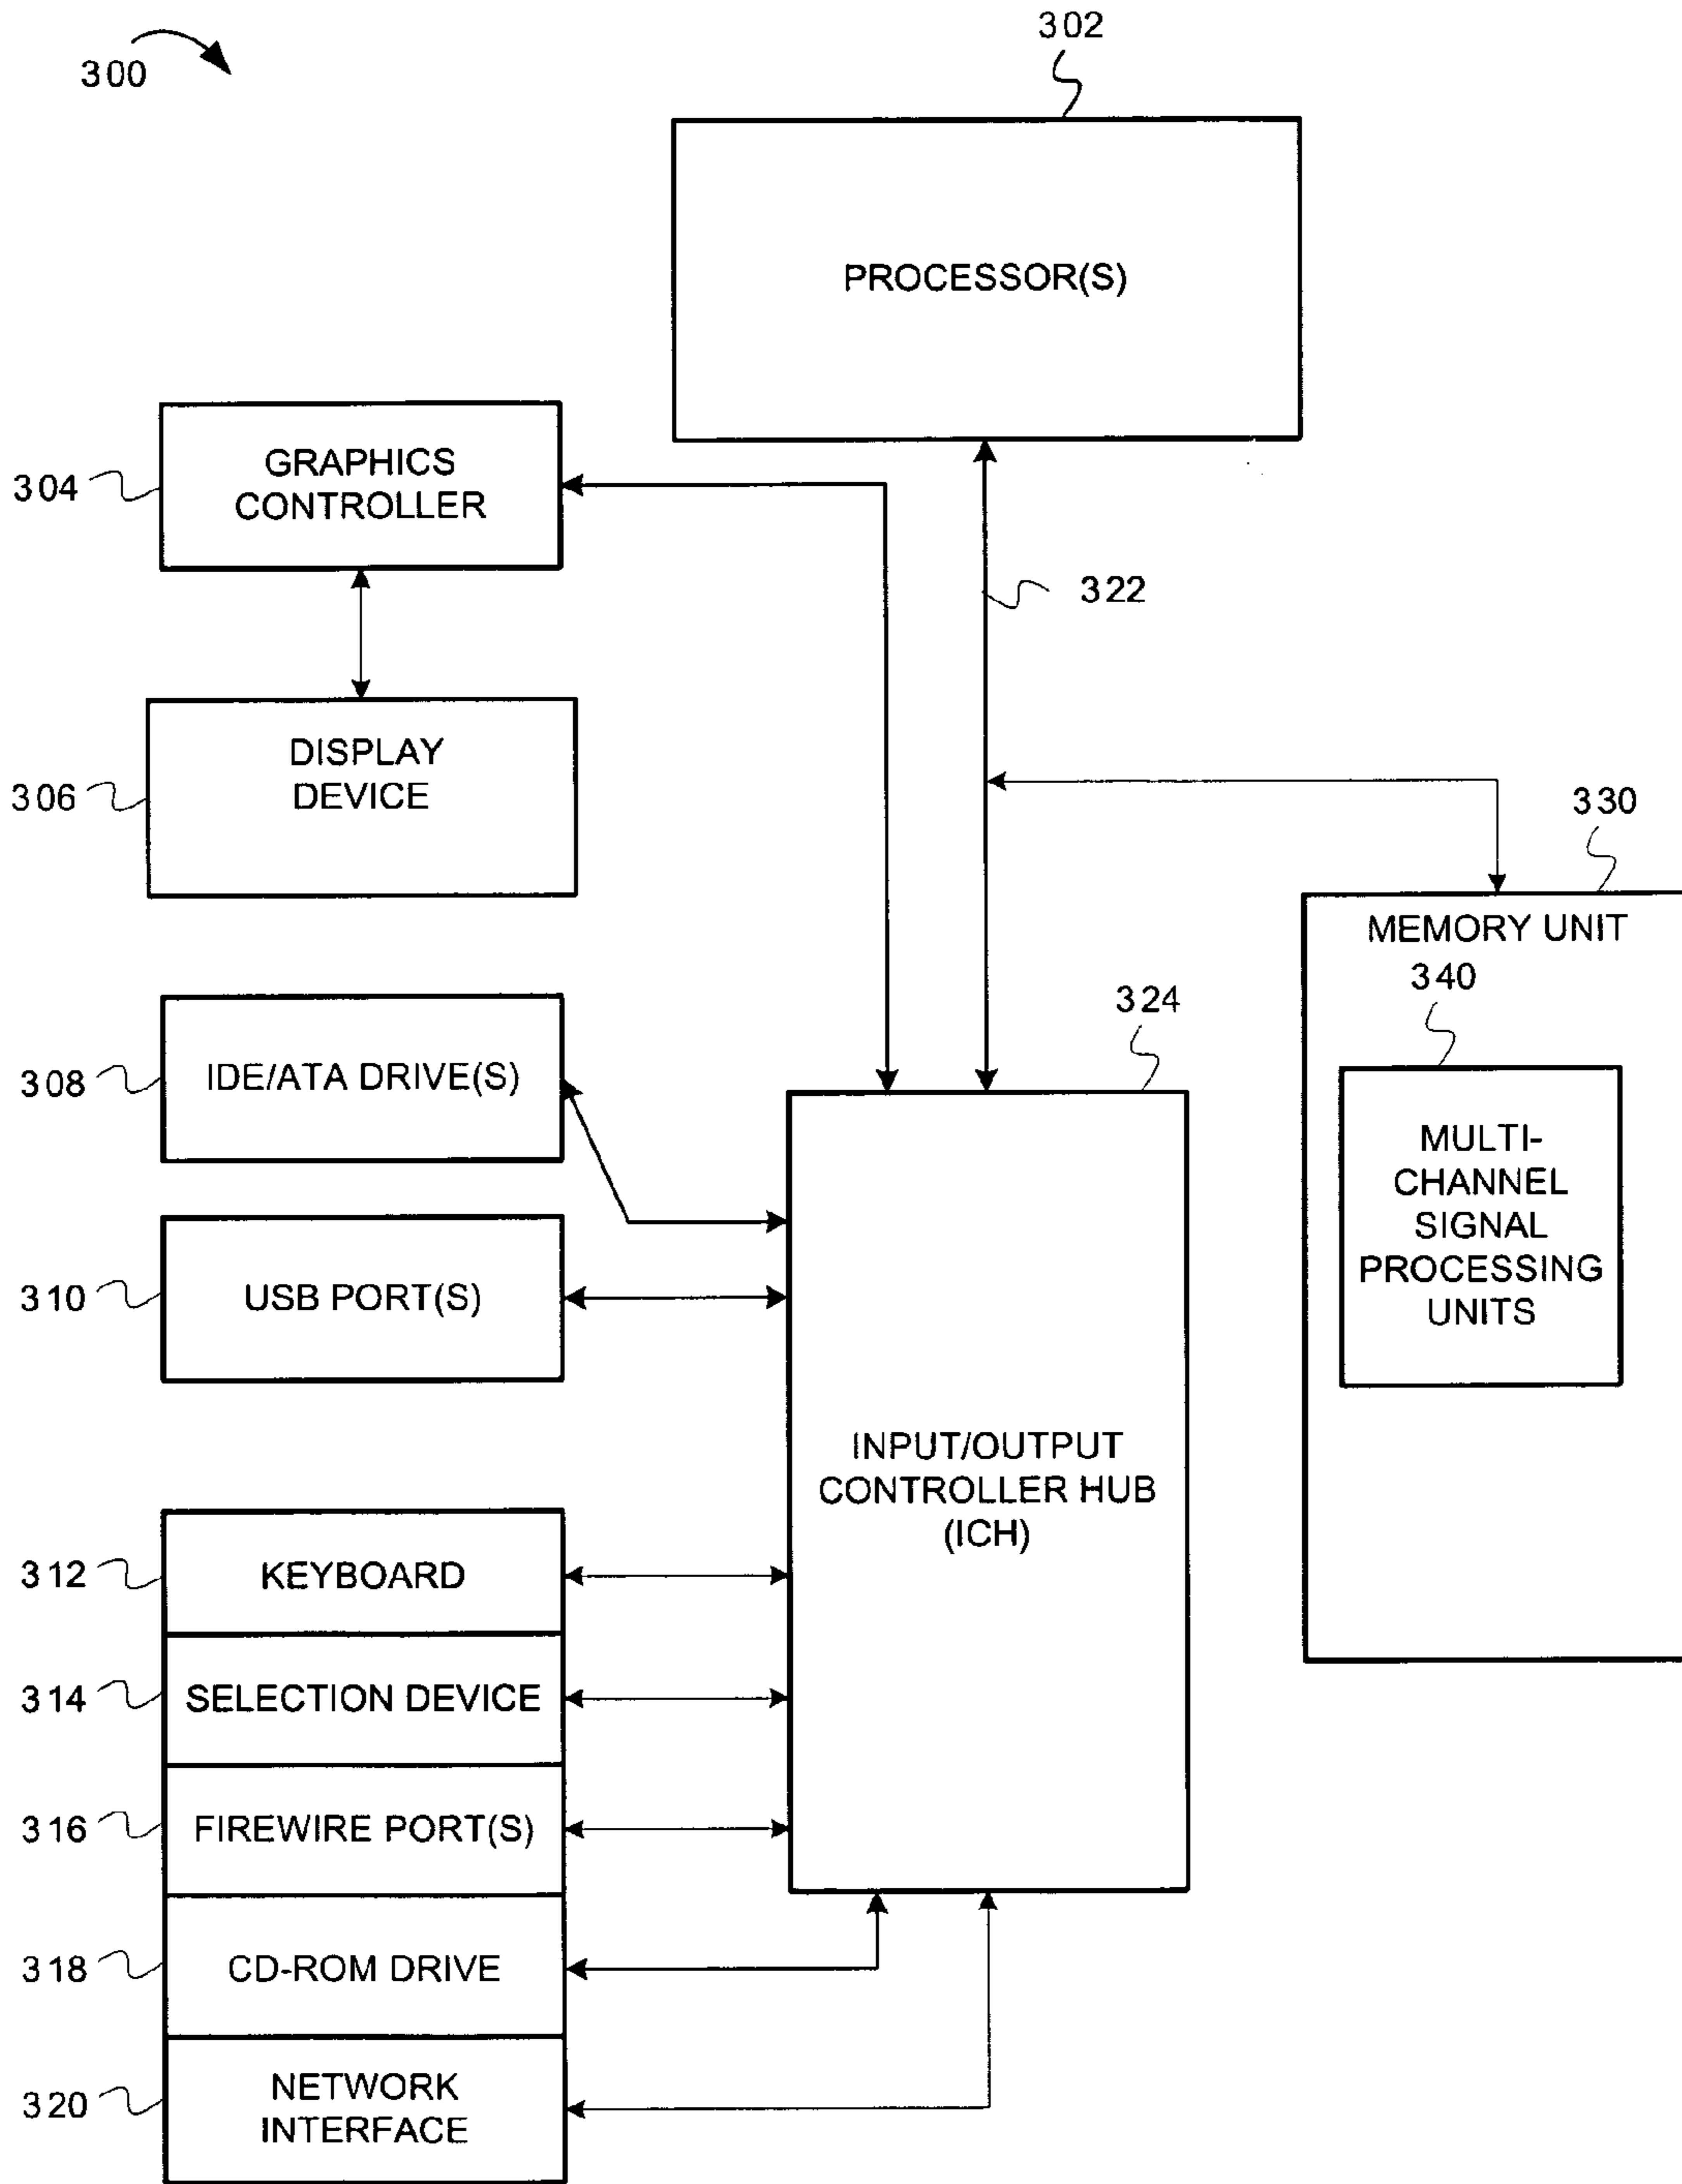 300
302
PROCESSOR(S)
304
GRAPHICS
CONTROLLER
322
306
DISPLAY
DEVICE
330
MEMORY UNIT
340
MULTI-
CHANNEL
SIGNAL
PROCESSING
UNITS
324
308
IDE/ATA DRIVE(S)
310
USB PORT(S)
INPUT/OUTPUT
CONTROLLER HUB
(ICH)
312
KEYBOARD
314
SELECTION DEVICE
316
FIREWIRE PORT(S)
318
CD-ROM DRIVE
320
NETWORK
INTERFACE